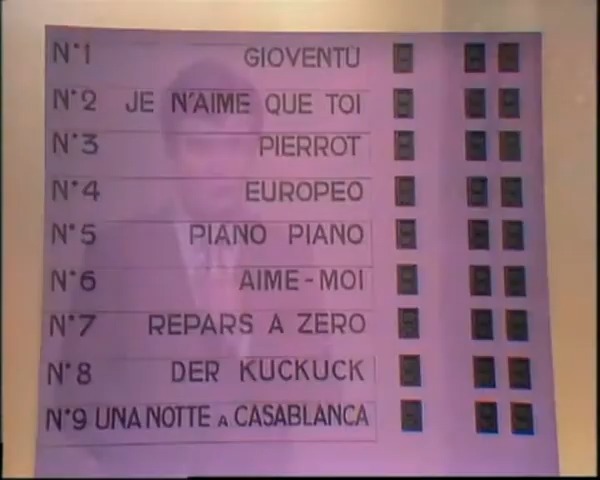 N°1 GIOVENTÙ
N°2 JE N'AIME QUE TOI
N°3 PIERROT
N°4 EUROPEO
N°5 PIANO PIANO
N°6 AIME-MOI
N°7 REPARS A ZERO
N°8 DER KUCKUCK
N°9 UNA NOTTE A CASABLANCA